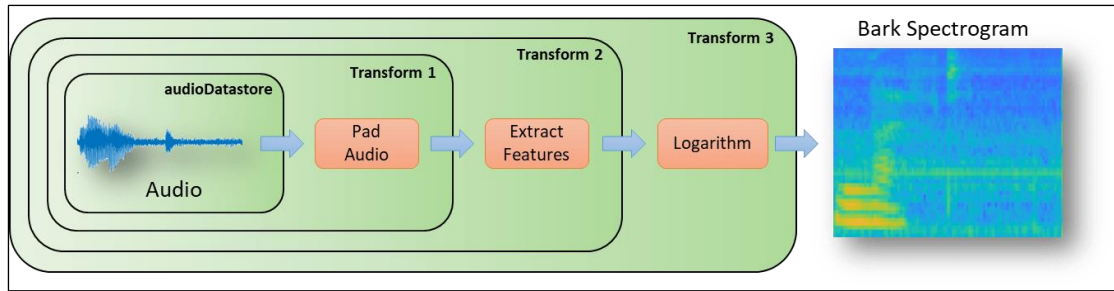 Transform 3
Bark Spectrogram
Transform 2
Transform 1
audioDatastore
Pad
Audio
Extract
Features
Logarithm
Audio